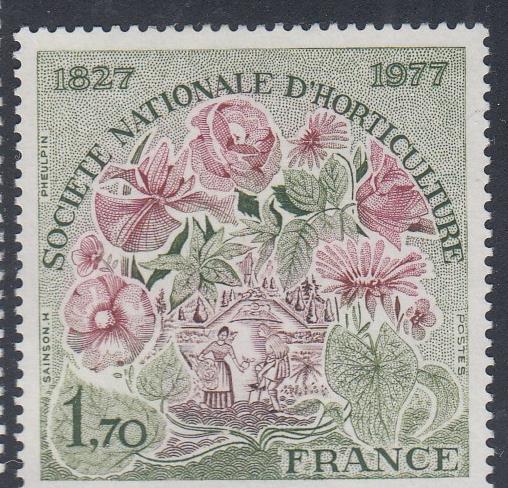 1827 1977
SOCIETE NATIONALE D'HORTICULTURE
PHEULPIN
SAINSON.H
POSTES
1,70
FRANCE